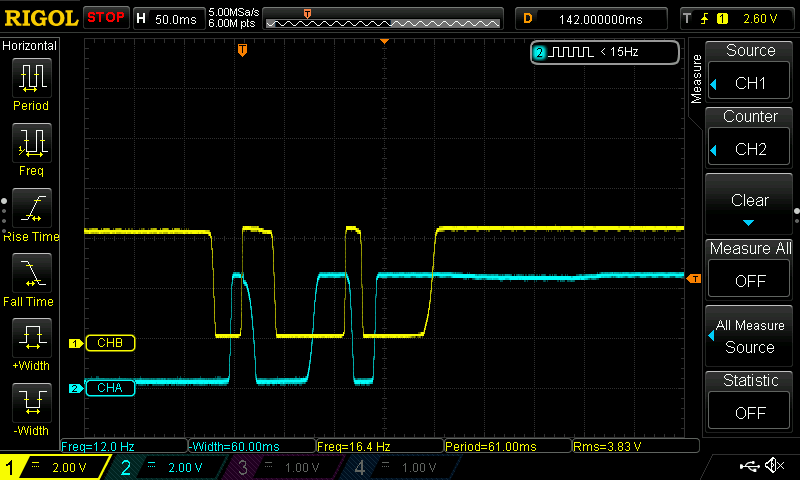 RIGOL STOP H 50.0ms 5.00MSa/s 6.00M pts T D 142.000000ms T 1 2.60 V
Horizontal
Period
Freq
Rise Time
Fall Time
+Width
-Width
T
2 < 15Hz
1 CHB
2 CHA
T
Measure
Source
CH1
Counter
CH2
Clear
Measure All
OFF
All Measure
Source
Statistic
OFF
Freq=12.0 Hz -Width=60.00ms Freq=16.4 Hz Period=61.00ms Rms=3.83 V
1 2.00 V 2 2.00 V 3 1.00 V 4 1.00 V